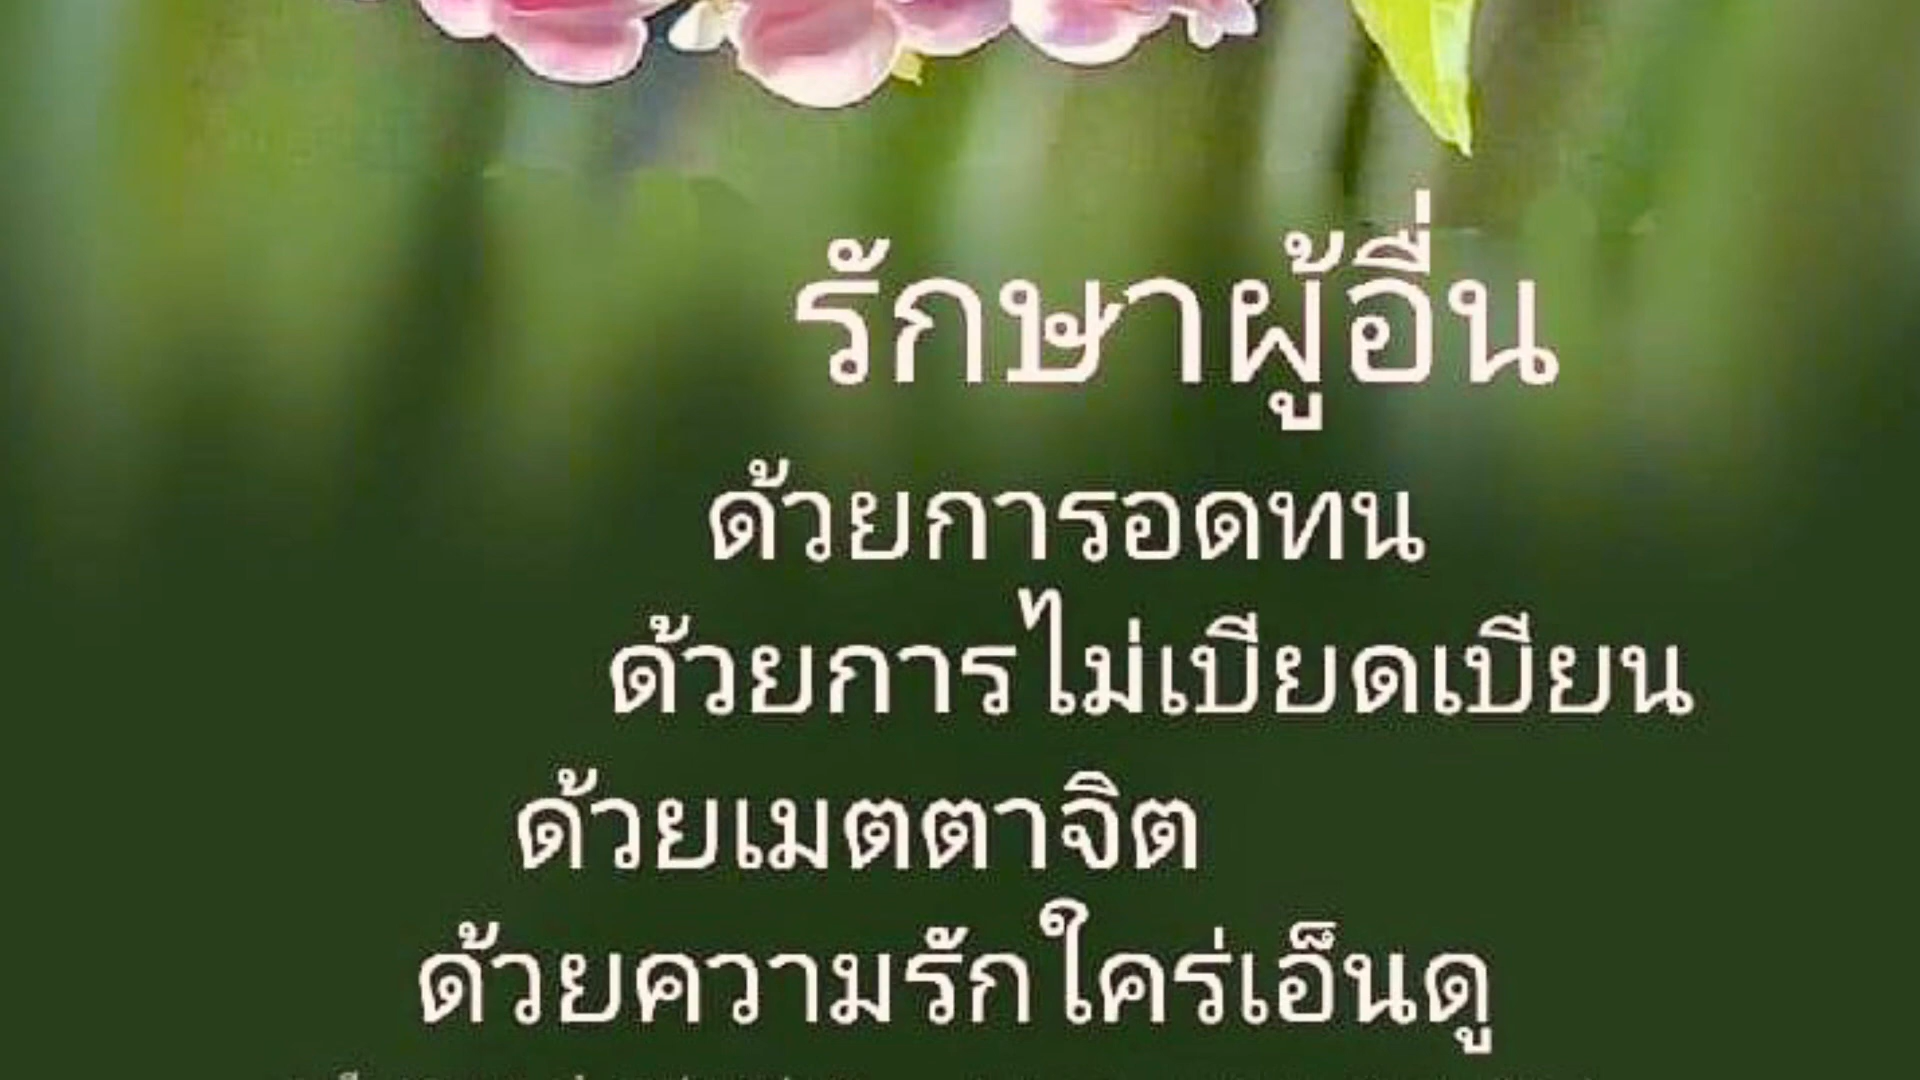 รักษาผู้อื่น
ด้วยการอดทน
ด้วยการไม่เบียดเบียน
ด้วยเมตตาจิต
ด้วยความรักใคร่เอ็นดู